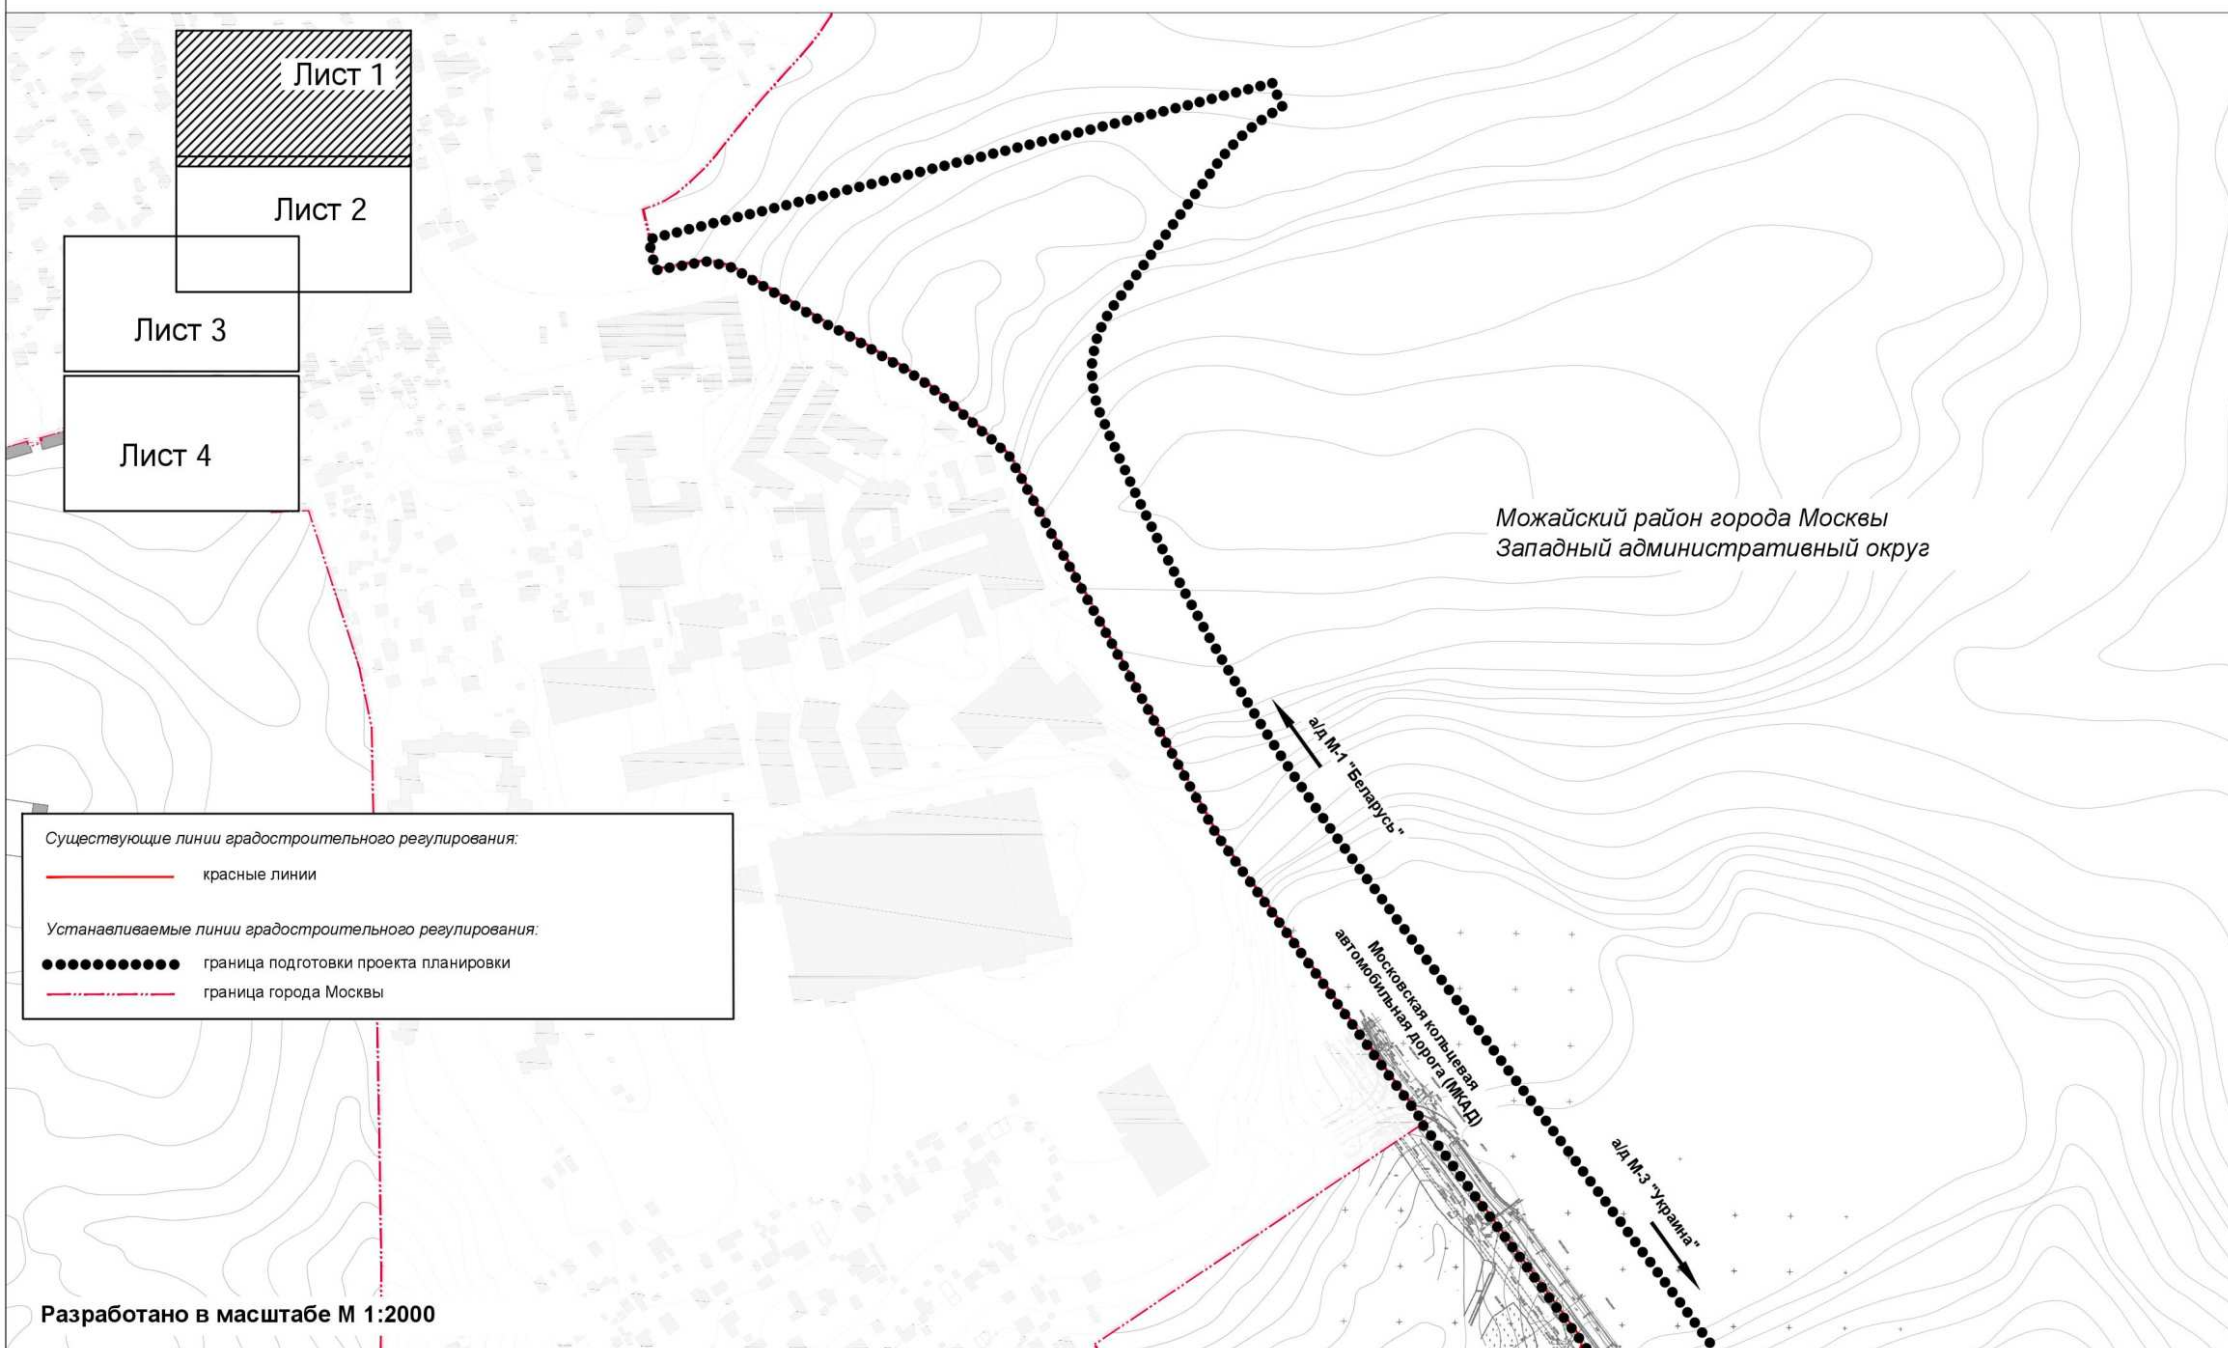 Лист 1
Лист 2
Лист 3
Лист 4
Можайский район города Москвы
Западный административный округ
а/д М-1 "Беларусь"
Существующие линии градостроительного регулирования:
красные линии
Устанавливаемые линии градостроительного регулирования:
граница подготовки проекта планировки
граница города Москвы
Московская кольцевая
автомобильная дорога (МКАД)
а/д М-3 "Украина"
Разработано в масштабе М 1:2000